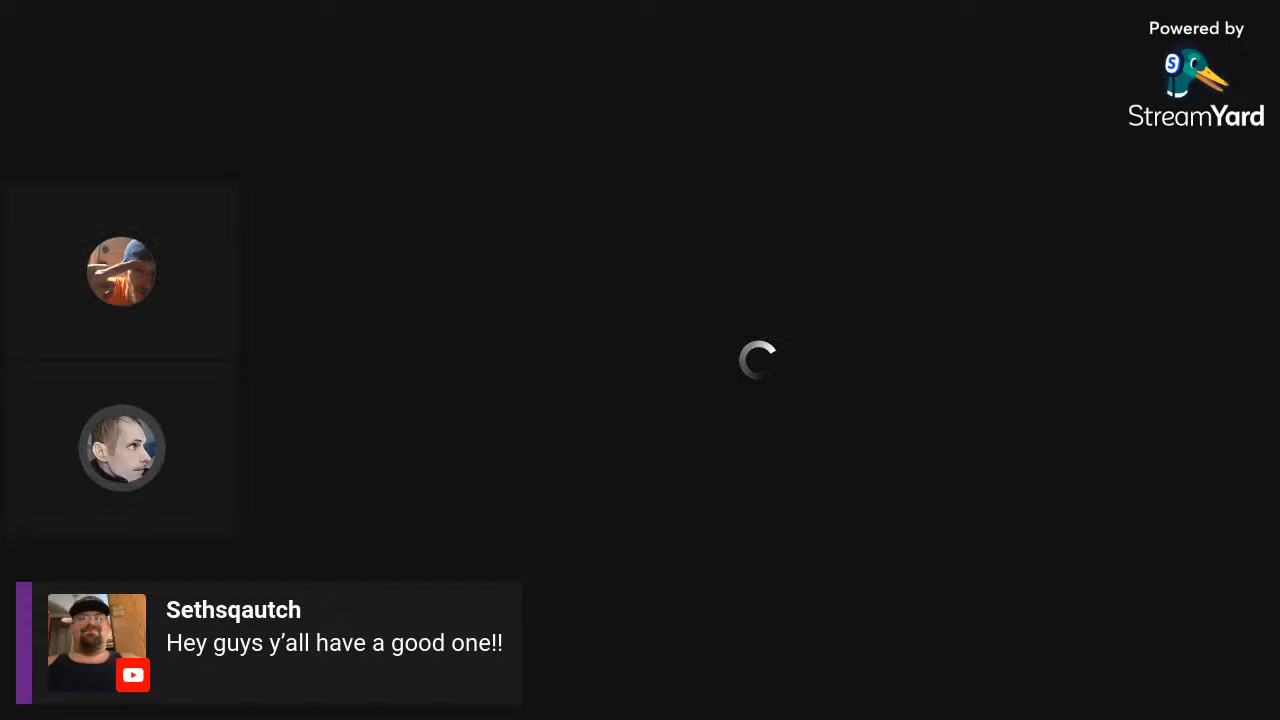 Powered by
S
StreamYard
Sethsqautch
Hey guys y’all have a good one!!